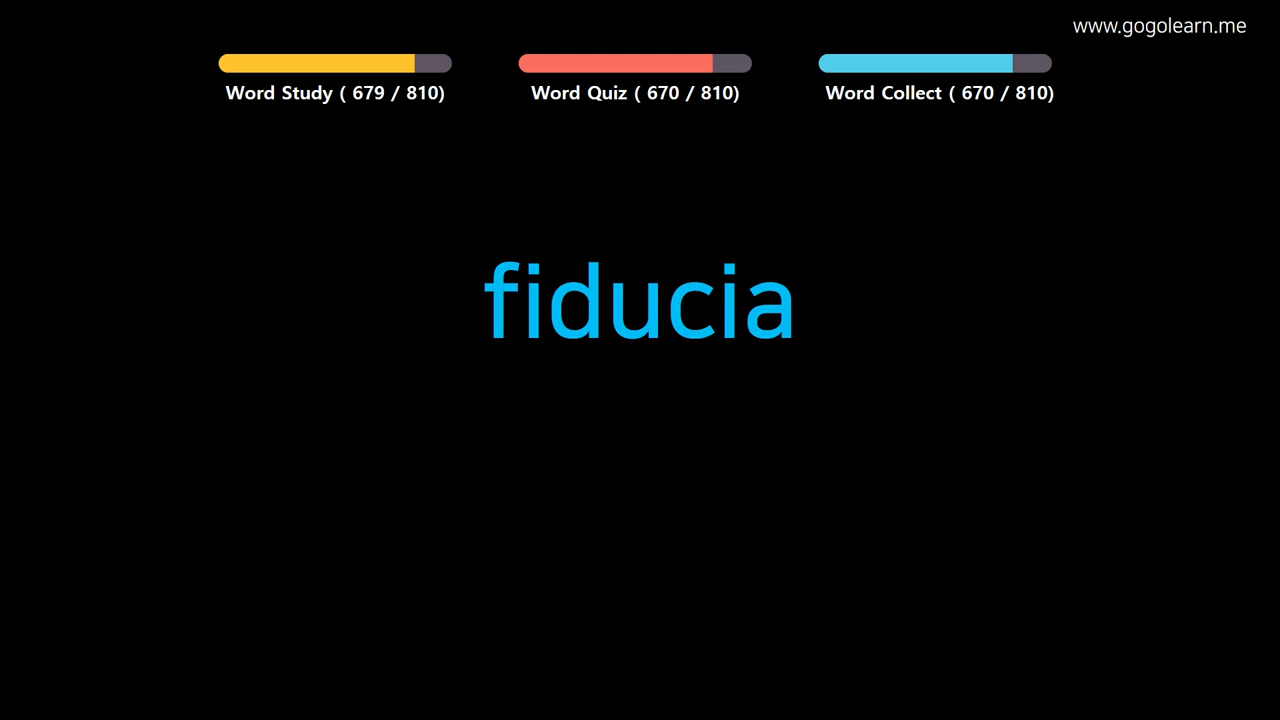 www.gogolearn.me
Word Study ( 679 / 810)
Word Quiz ( 670 / 810)
Word Collect ( 670 / 810)
fiducia